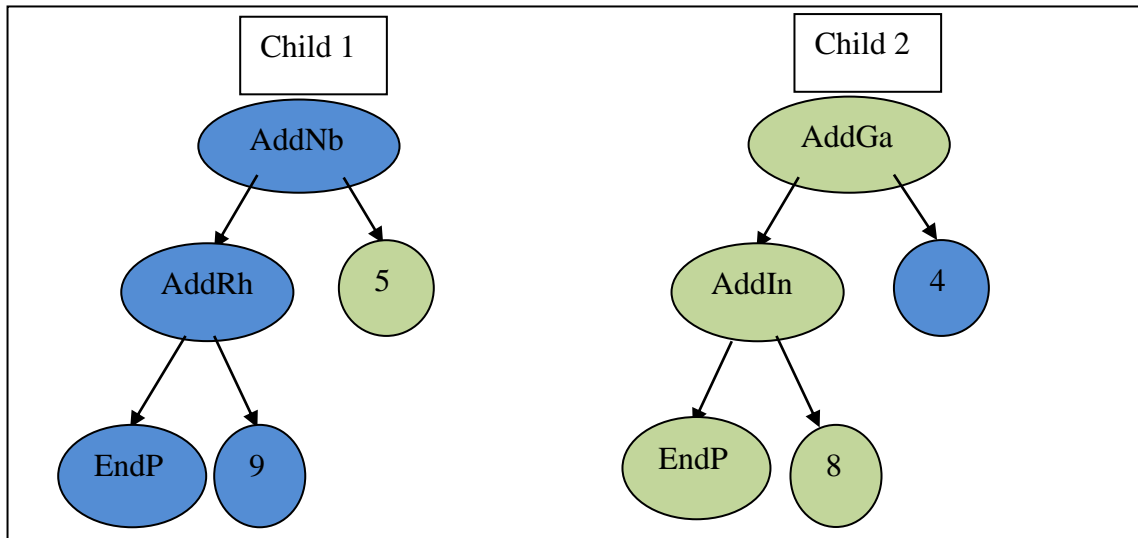 Child 1
Child 2
AddNb
AddGa
AddRh
5
AddIn
4
EndP
9
EndP
8